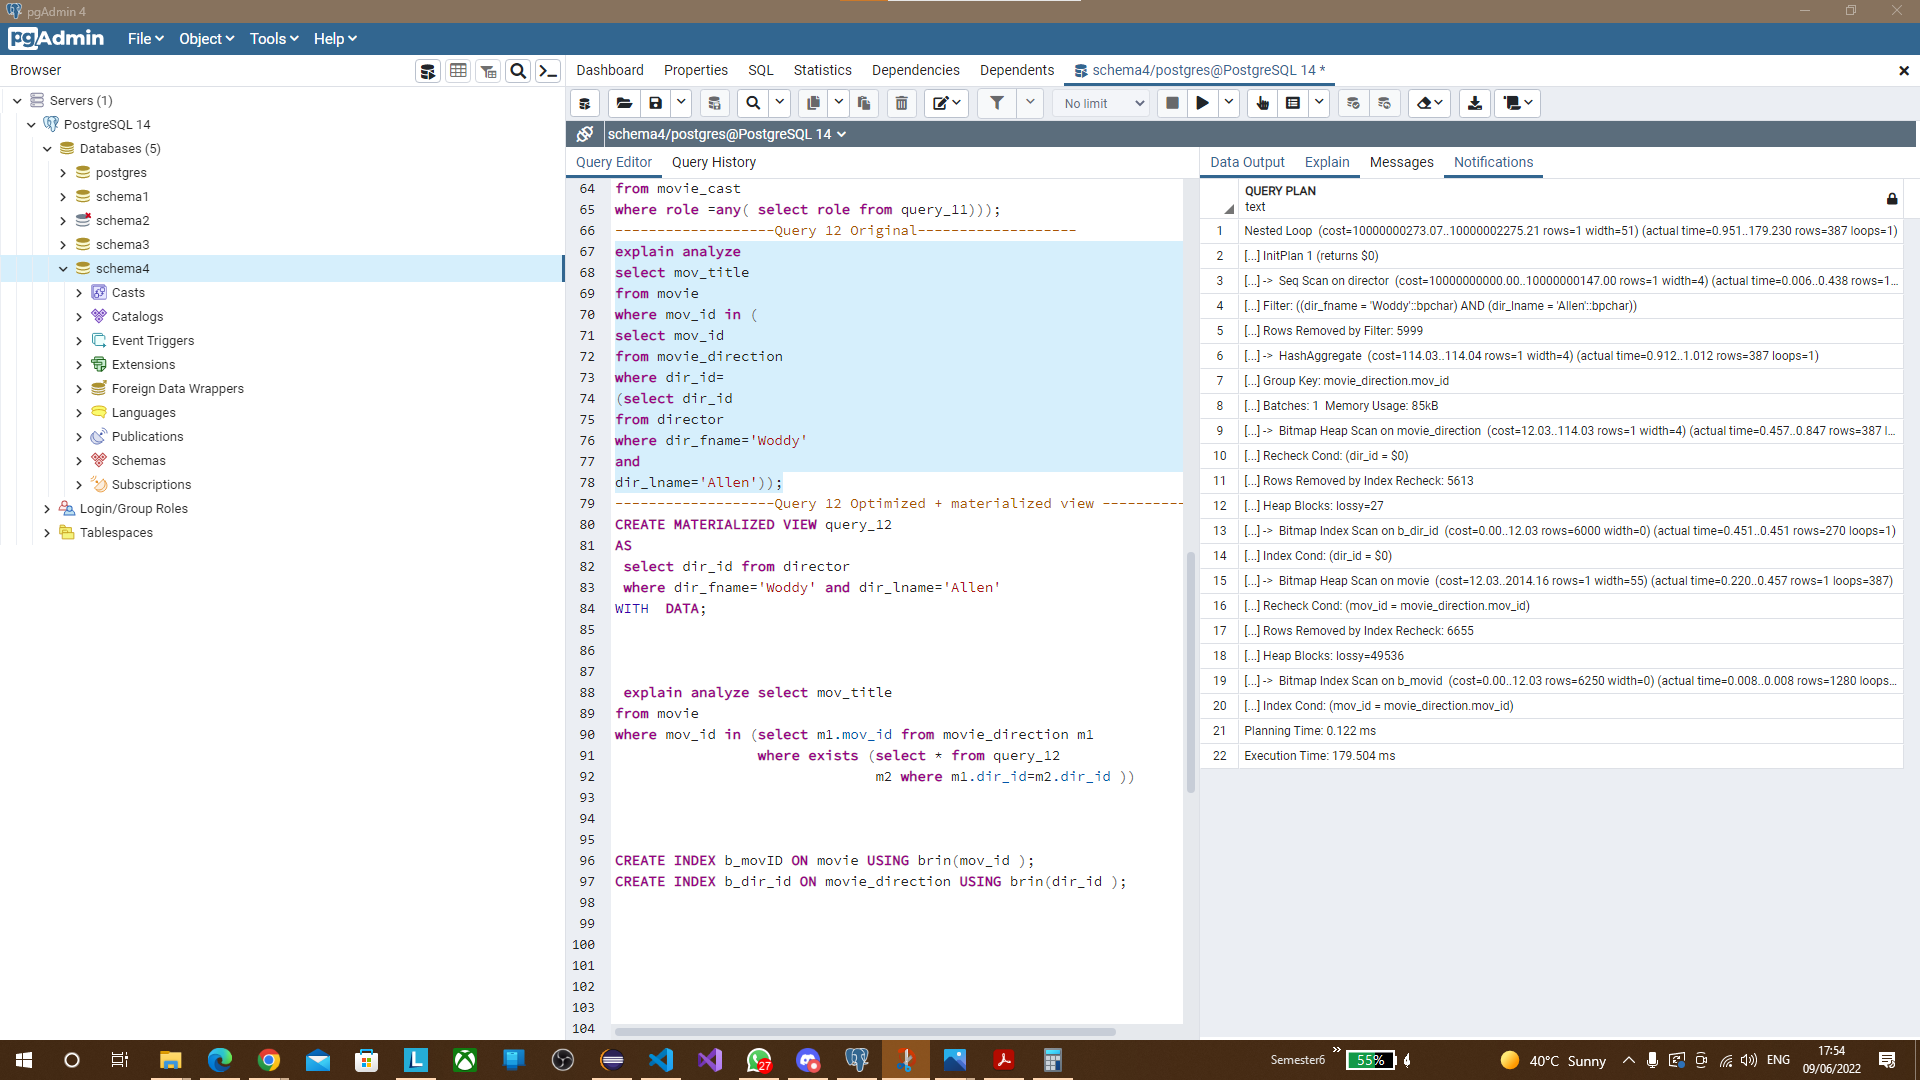 pgAdmin 4
pgAdmin
File
Object
Tools
Help
Browser
Servers (1)
PostgreSQL 14
Databases (5)
postgres
schema1
schema2
schema3
schema4
Casts
Catalogs
Event Triggers
Extensions
Foreign Data Wrappers
Languages
Publications
Schemas
Subscriptions
Login/Group Roles
Tablespaces
Dashboard
Properties
SQL
Statistics
Dependencies
Dependents
schema4/postgres@PostgreSQL 14 *
No limit
schema4/postgres@PostgreSQL 14
Query Editor
Query History
64 from movie_cast
65 where role =any( select role from query_11)));
66 -------------------Query 12 Original-------------------
67 explain analyze
68 select mov_title
69 from movie
70 where mov_id in (
71 select mov_id
72 from movie_direction
73 where dir_id=
74 (select dir_id
75 from director
76 where dir_fname='Woddy'
77 and
78 dir_lname='Allen'));
79 -------------------Query 12 Optimized + materialized view ----------
80 CREATE MATERIALIZED VIEW query_12
81 AS
82 select dir_id from director
83 where dir_fname='Woddy' and dir_lname='Allen'
84 WITH  DATA;
85
86
87
88 explain analyze select mov_title
89 from movie
90 where mov_id in (select m1.mov_id from movie_direction m1
91 where exists (select * from query_12
92 m2 where m1.dir_id=m2.dir_id ))
93
94
95
96 CREATE INDEX b_movID ON movie USING brin(mov_id );
97 CREATE INDEX b_dir_id ON movie_direction USING brin(dir_id );
98
99
100
101
102
103
104
Data Output
Explain
Messages
Notifications
QUERY PLAN
text
1 Nested Loop (cost=10000000273.07..10000002275.21 rows=1 width=51) (actual time=0.951..179.230 rows=387 loops=1)
2 [...] InitPlan 1 (returns $0)
3 [...] -> Seq Scan on director (cost=10000000000.00..10000000147.00 rows=1 width=4) (actual time=0.006..0.438 rows=1...
4 [...] Filter: ((dir_fname = 'Woddy'::bpchar) AND (dir_lname = 'Allen'::bpchar))
5 [...] Rows Removed by Filter: 5999
6 [...] -> HashAggregate (cost=114.03..114.04 rows=1 width=4) (actual time=0.912..1.012 rows=387 loops=1)
7 [...] Group Key: movie_direction.mov_id
8 [...] Batches: 1 Memory Usage: 85kB
9 [...] -> Bitmap Heap Scan on movie_direction (cost=12.03..114.03 rows=1 width=4) (actual time=0.457..0.847 rows=387 l...
10 [...] Recheck Cond: (dir_id = $0)
11 [...] Rows Removed by Index Recheck: 5613
12 [...] Heap Blocks: lossy=27
13 [...] -> Bitmap Index Scan on b_dir_id (cost=0.00..12.03 rows=6000 width=0) (actual time=0.451..0.451 rows=270 loops=1)
14 [...] Index Cond: (dir_id = $0)
15 [...] -> Bitmap Heap Scan on movie (cost=12.03..2014.16 rows=1 width=55) (actual time=0.220..0.457 rows=1 loops=387)
16 [...] Recheck Cond: (mov_id = movie_direction.mov_id)
17 [...] Rows Removed by Index Recheck: 6655
18 [...] Heap Blocks: lossy=49536
19 [...] -> Bitmap Index Scan on b_movid (cost=0.00..12.03 rows=6250 width=0) (actual time=0.008..0.008 rows=1280 loops...
20 [...] Index Cond: (mov_id = movie_direction.mov_id)
21 Planning Time: 0.122 ms
22 Execution Time: 179.504 ms
L
27
Semester6
55%
40°C Sunny
ENG
17:54
09/06/2022